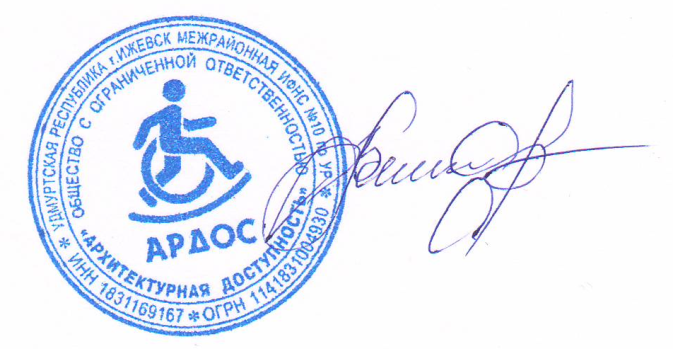 * УДМУРТСКАЯ РЕСПУБЛИКА г.ИЖЕВСК МЕЖРАЙОННАЯ ИФНС №10 по УР *
ОБЩЕСТВО С ОГРАНИЧЕННОЙ ОТВЕТСТВЕННОСТЬЮ
АРДОС
«АРХИТЕКТУРНАЯ ДОСТУПНОСТЬ»
ИНН 1831169167 * ОГРН 1141831004930